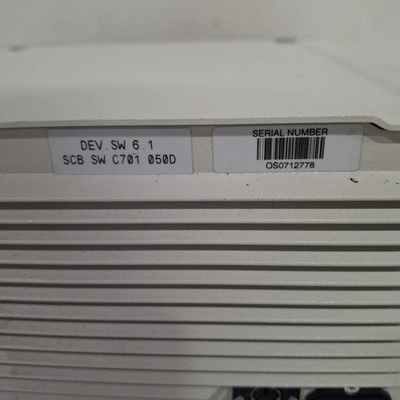 DEV.SW 6.1
SCB SW C701 050D
SERIAL NUMBER
OS0712778